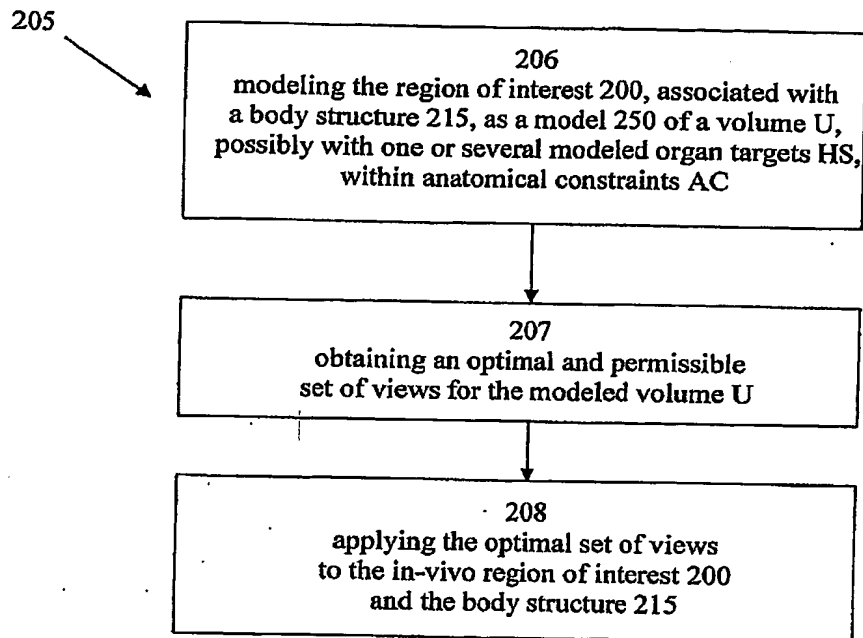 205
206
modeling the region of interest 200, associated with
a body structure 215, as a model 250 of a volume U,
possibly with one or several modeled organ targets HS,
within anatomical constraints AC
207
obtaining an optimal and permissible
set of views for the modeled volume U
208
applying the optimal set of views
to the in-vivo region of interest 200
and the body structure 215